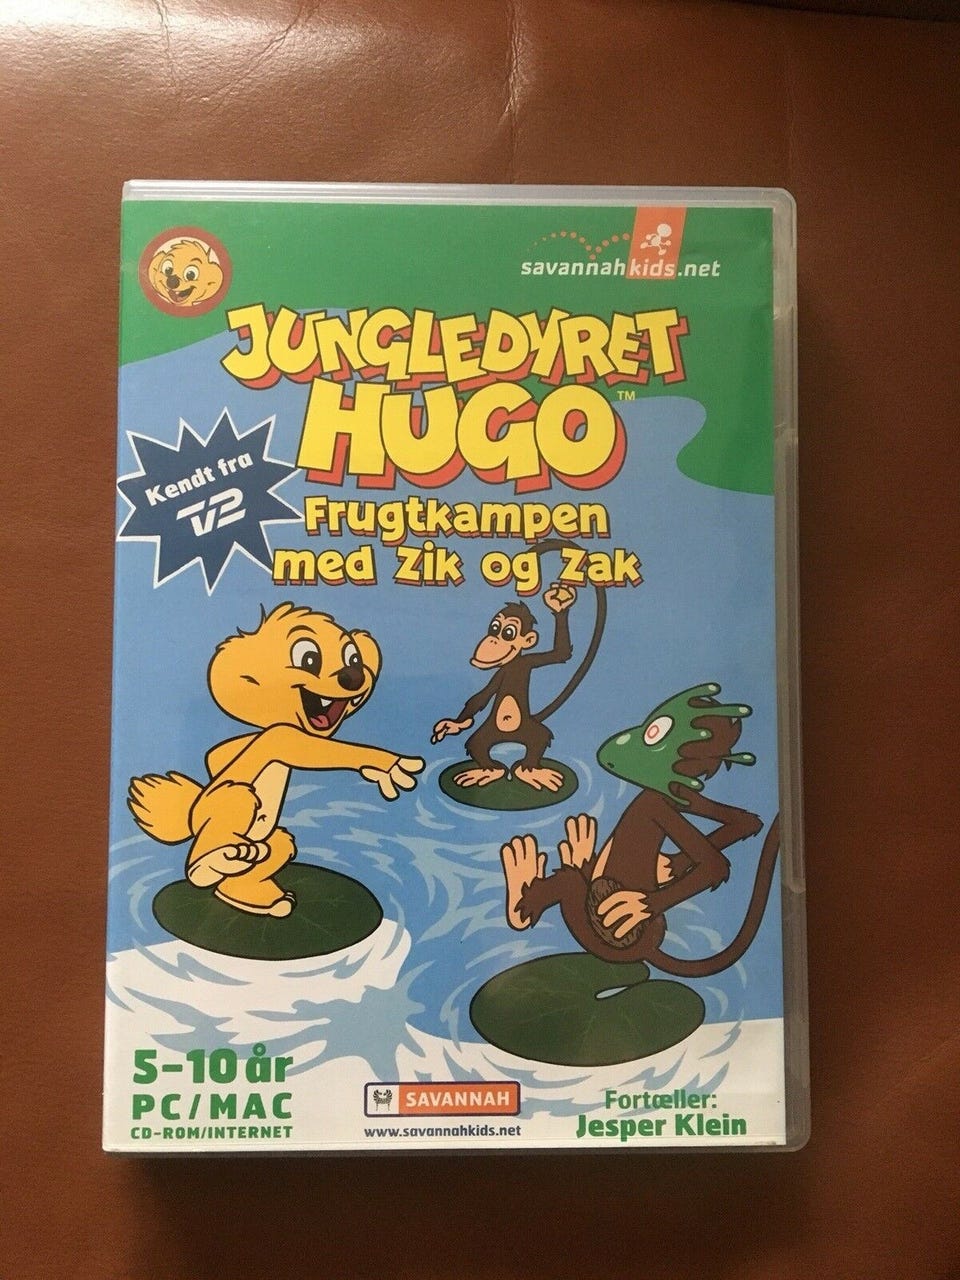 savannahkids.net
JUNGLEDYRET
HUGO™
Kendt fra
TV2
Frugtkampen
med Zik og Zak
5-10 år
PC/MAC
CD-ROM/INTERNET
SAVANNAH
www.savannahkids.net
Fortæller:
Jesper Klein